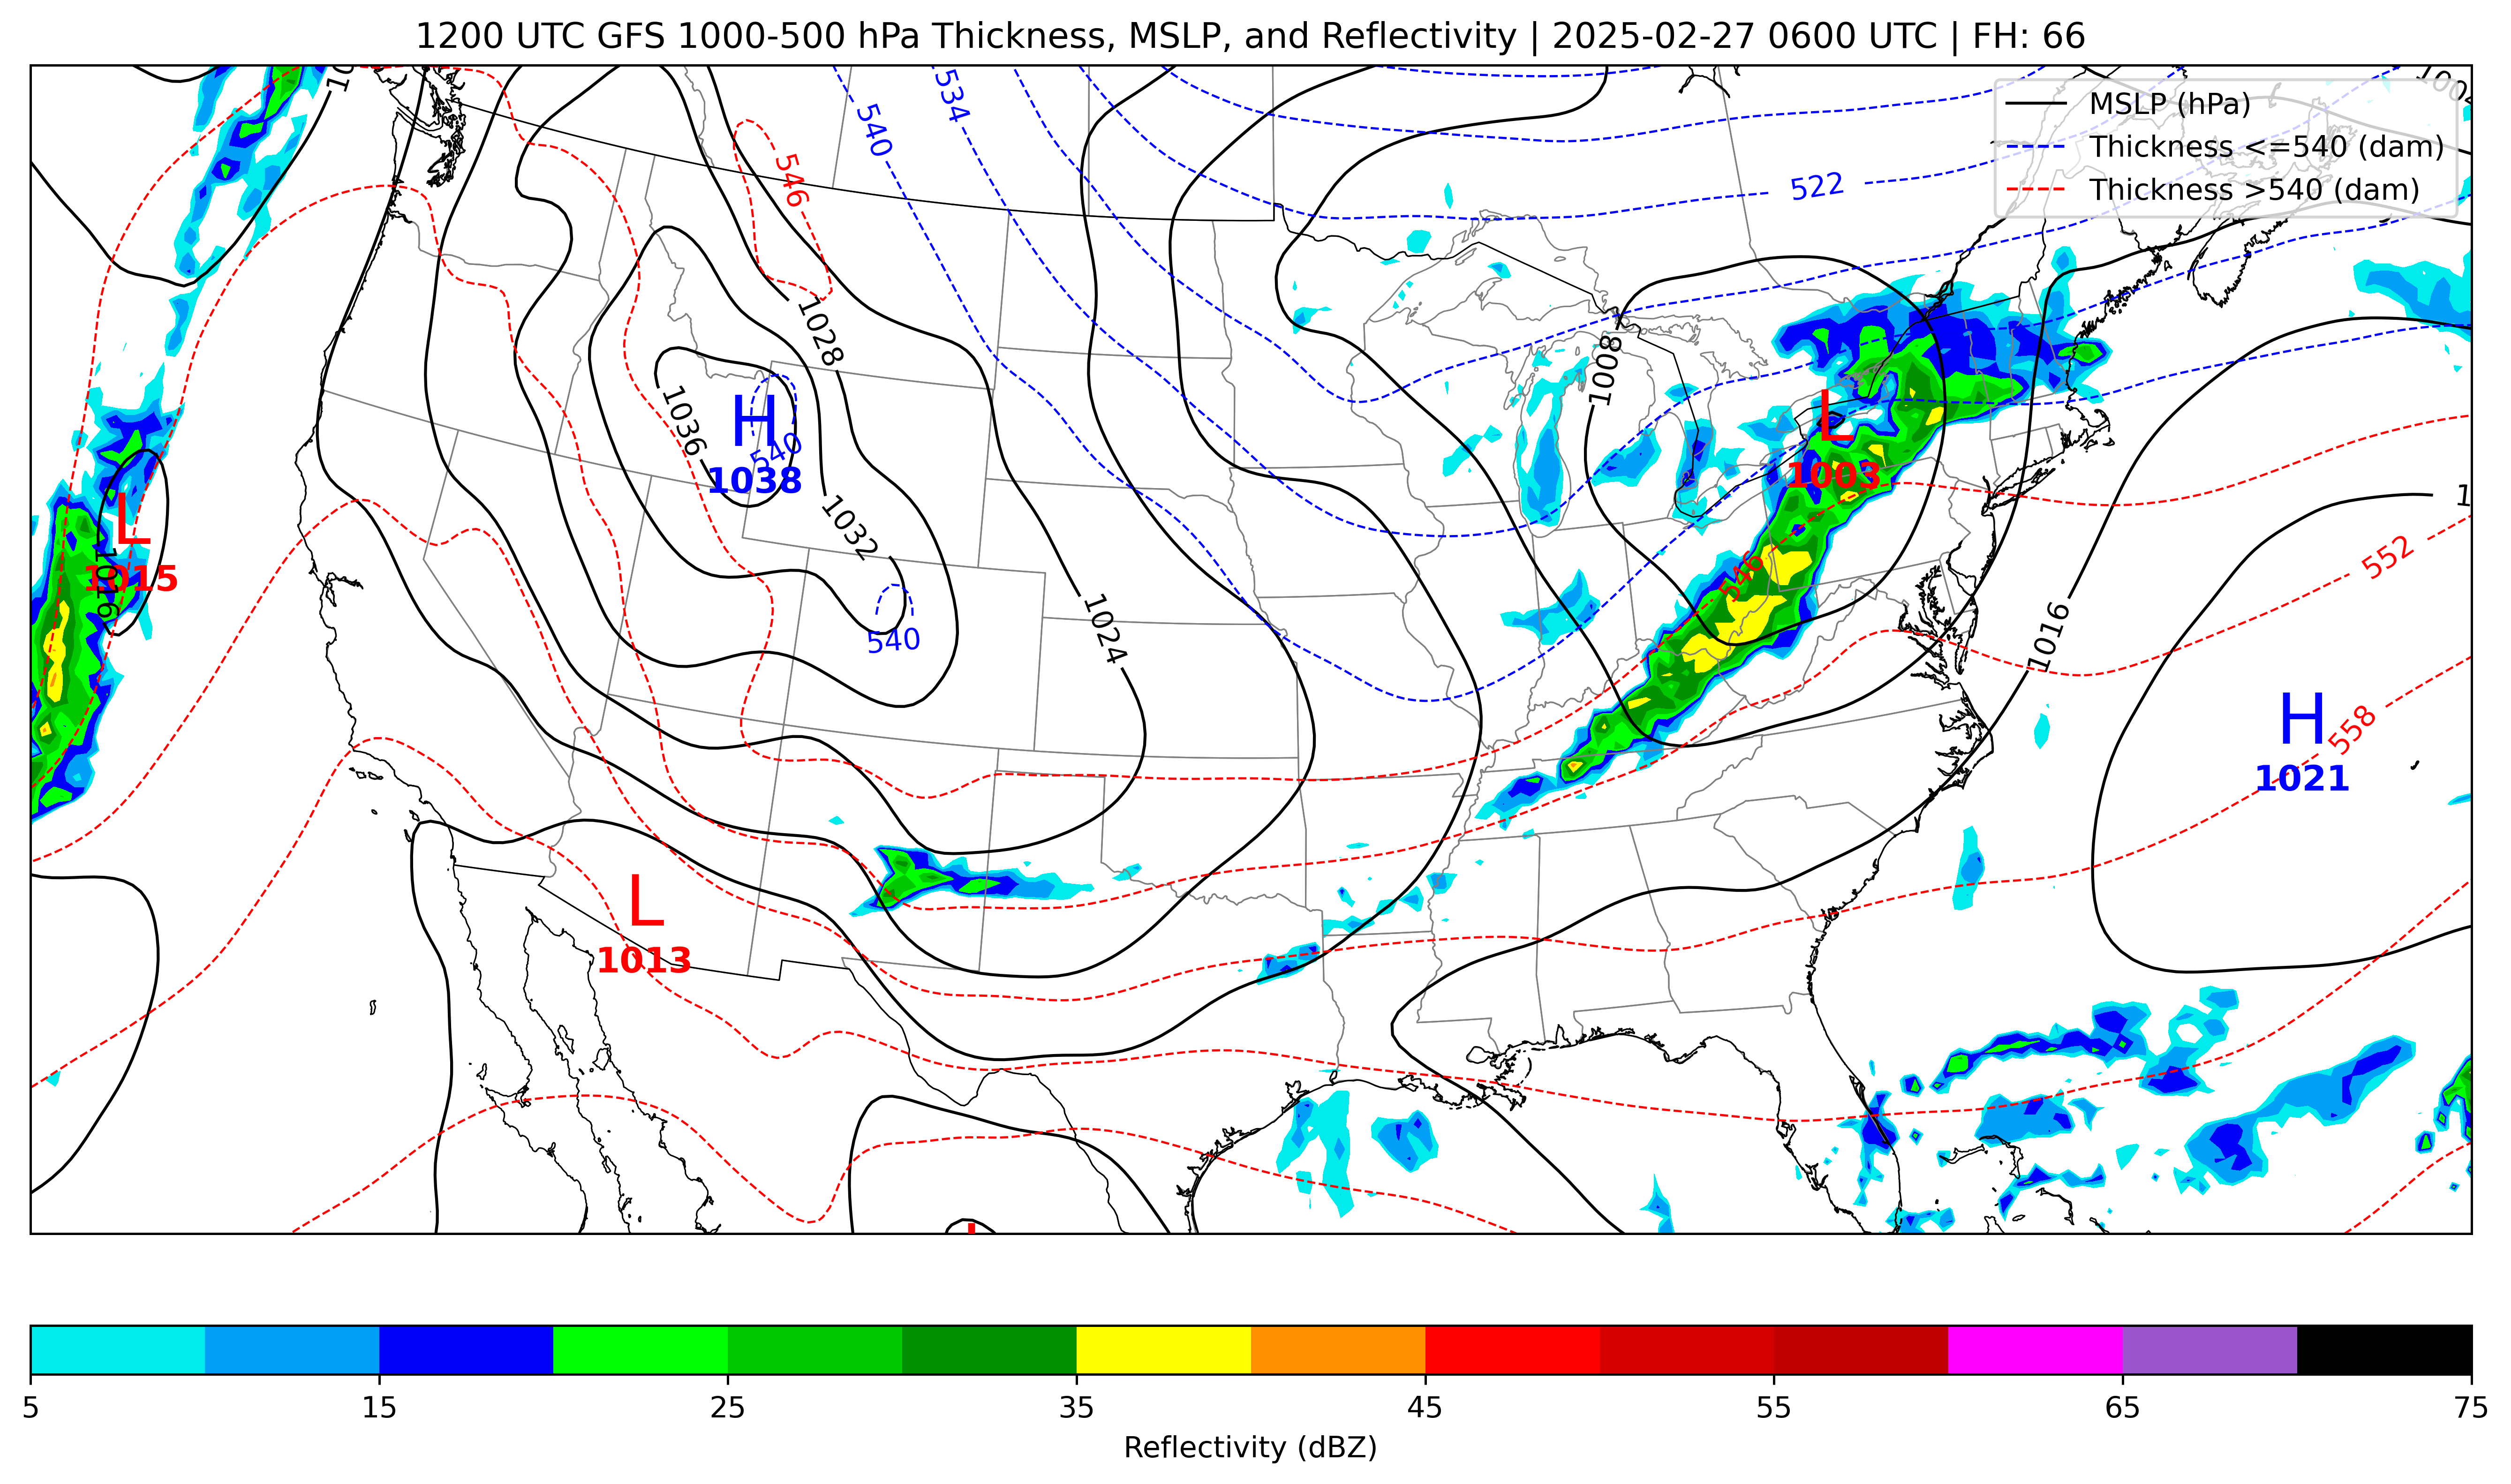 1200 UTC GFS 1000-500 hPa Thickness, MSLP, and Reflectivity | 2025-02-27 0600 UTC | FH: 66
MSLP (hPa)
Thickness <=540 (dam)
Thickness >540 (dam)
540
534
546
522
1028
1008
1036
H
540
1038
L
1003
1032
552
L
1015
1016
546
540
1024
1016
H
558
1021
L
1013
5
15
25
35
45
55
65
75
Reflectivity (dBZ)